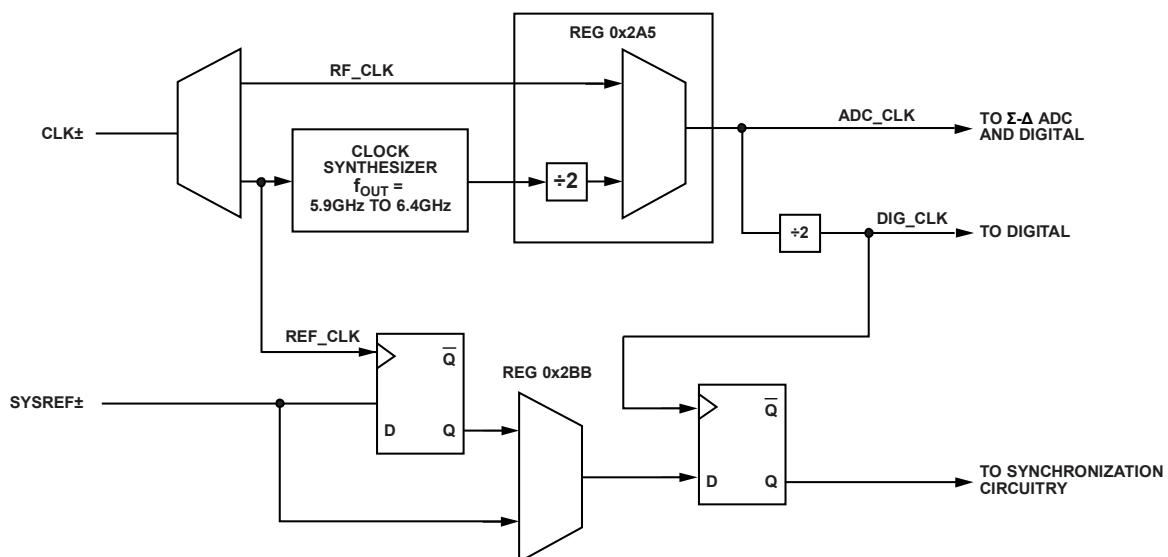 REG 0x2A5
RF_CLK
CLK±
CLOCK
SYNTHESIZER
fOUT =
5.9GHz TO 6.4GHz
÷2
ADC_CLK
TO Σ-Δ ADC
AND DIGITAL
÷2
DIG_CLK
TO DIGITAL
REF_CLK
Q
D
Q
SYSREF±
REG 0x2BB
Q
D
Q
TO SYNCHRONIZATION
CIRCUITRY